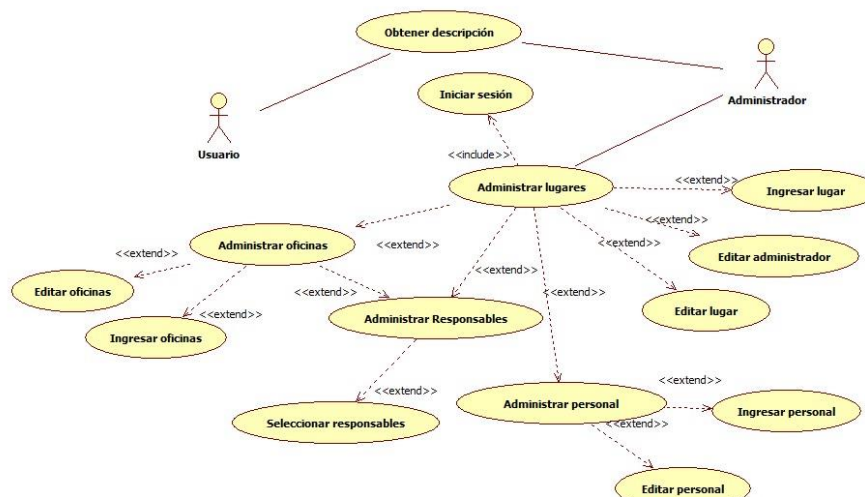 Obtener descripción
Administrador
Iniciar sesión
Usuario
<<include>>
Administrar lugares
<<extend>>
Ingresar lugar
Administrar oficinas
<<extend>>
<<extend>>
<<extend>>
Editar administrador
<<extend>>
<<extend>>
Editar oficinas
<<extend>>
<<extend>>
Editar lugar
<<extend>>
Administrar Responsables
Ingresar oficinas
<<extend>>
<<extend>>
Administrar personal
Ingresar personal
Seleccionar responsables
<<extend>>
Editar personal